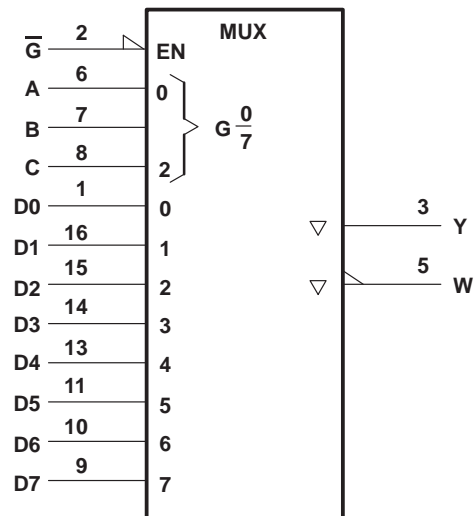 MUX
G̅ 2 EN
A 6 0
B 7 G 0/7
C 8 2
D0 1 0
D1 16 1
D2 15 2
D3 14 3
D4 13 4
D5 11 5
D6 10 6
D7 9 7
3 Y
5 W